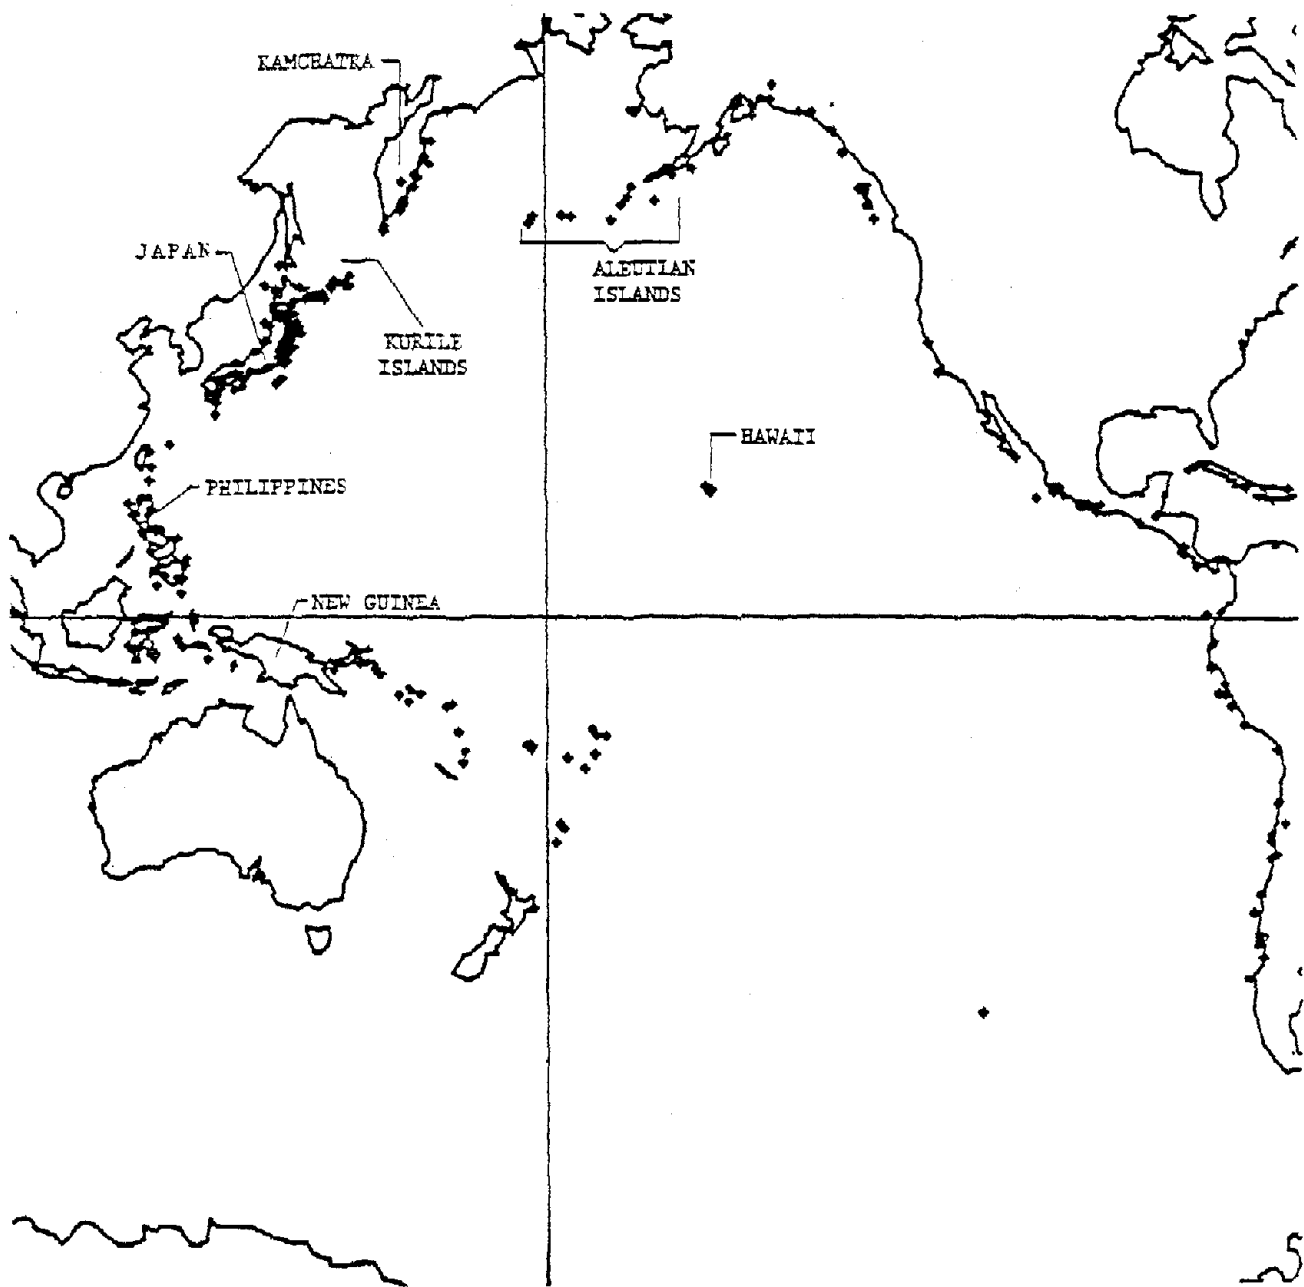 KAMCHATKA
JAPAN
ALEUTIAN
ISLANDS
KURILE
ISLANDS
HAWAII
PHILIPPINES
NEW GUINEA